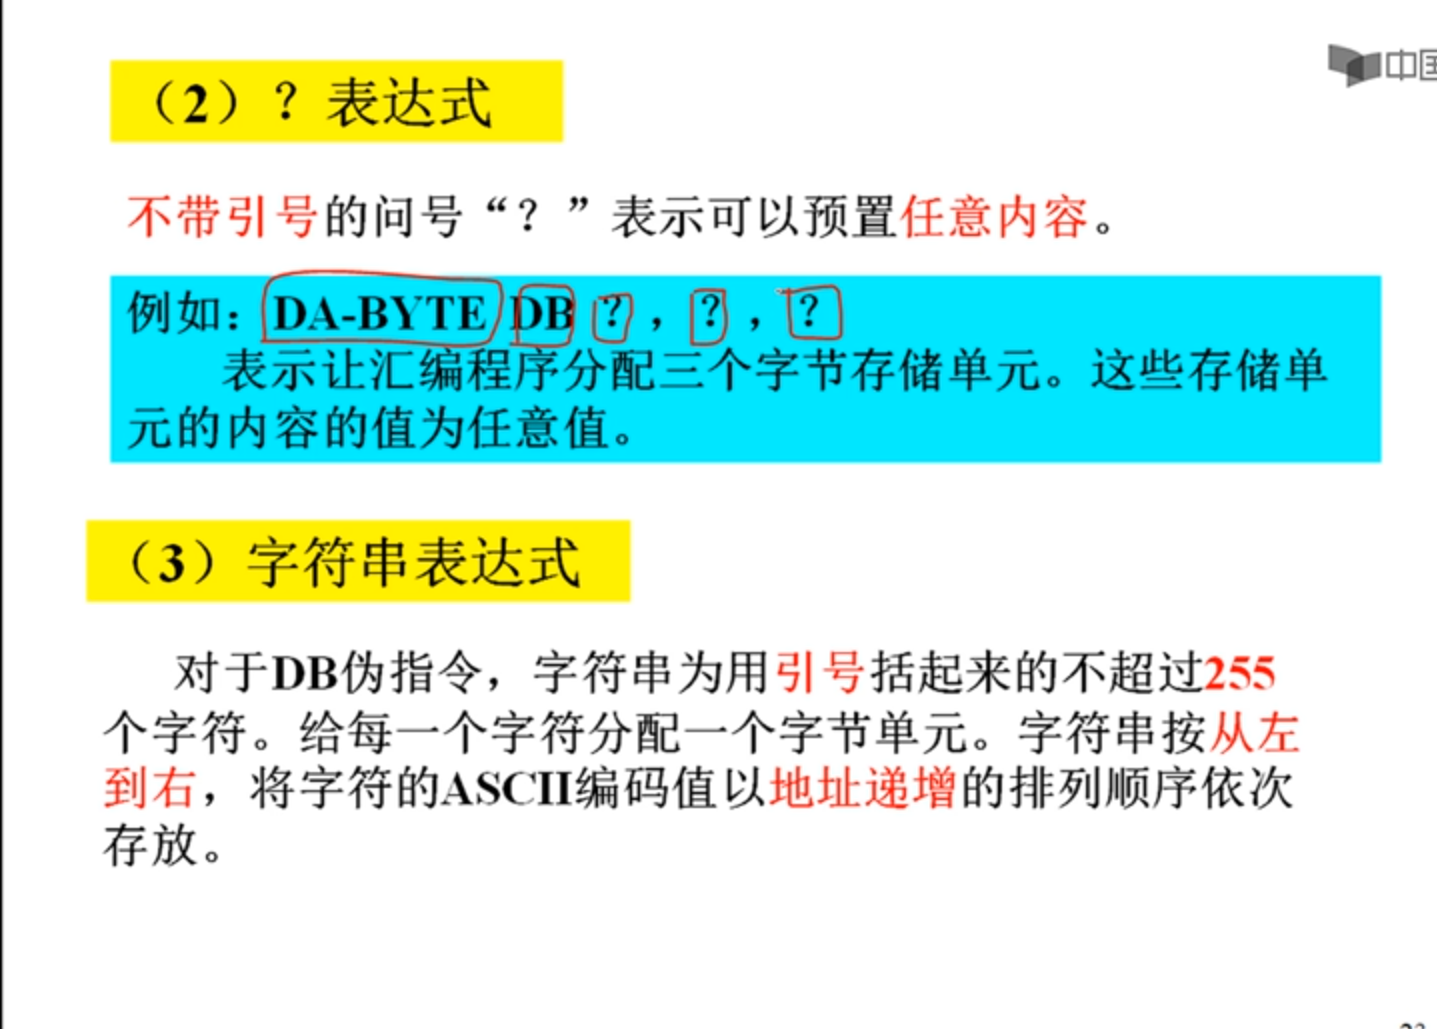 中国
（2）？表达式
不带引号的问号“？”表示可以预置任意内容。
例如：DA-BYTE DB ？，？，？
表示让汇编程序分配三个字节存储单元。这些存储单
元的内容的值为任意值。
（3）字符串表达式
对于DB伪指令，字符串为用引号括起来的不超过255
个字符。给每一个字符分配一个字节单元。字符串按从左
到右，将字符的ASCII编码值以地址递增的排列顺序依次
存放。